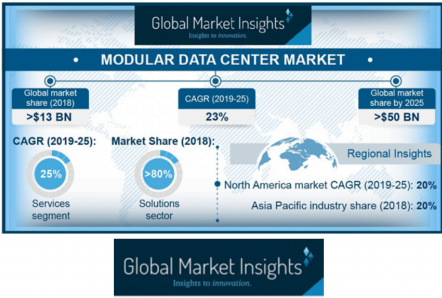 Global Market Insights
Insights to innovation.
MODULAR DATA CENTER MARKET
Global market
share (2018)
>$13 BN
CAGR (2019-25)
23%
Global market
share by 2025
>$50 BN
CAGR (2019-25):
25%
Services
segment
Market Share (2018):
>80%
Solutions
sector
Regional Insights
North America market CAGR (2019-25): 20%
Asia Pacific industry share (2018): 20%
Global Market Insights
Insights to innovation.